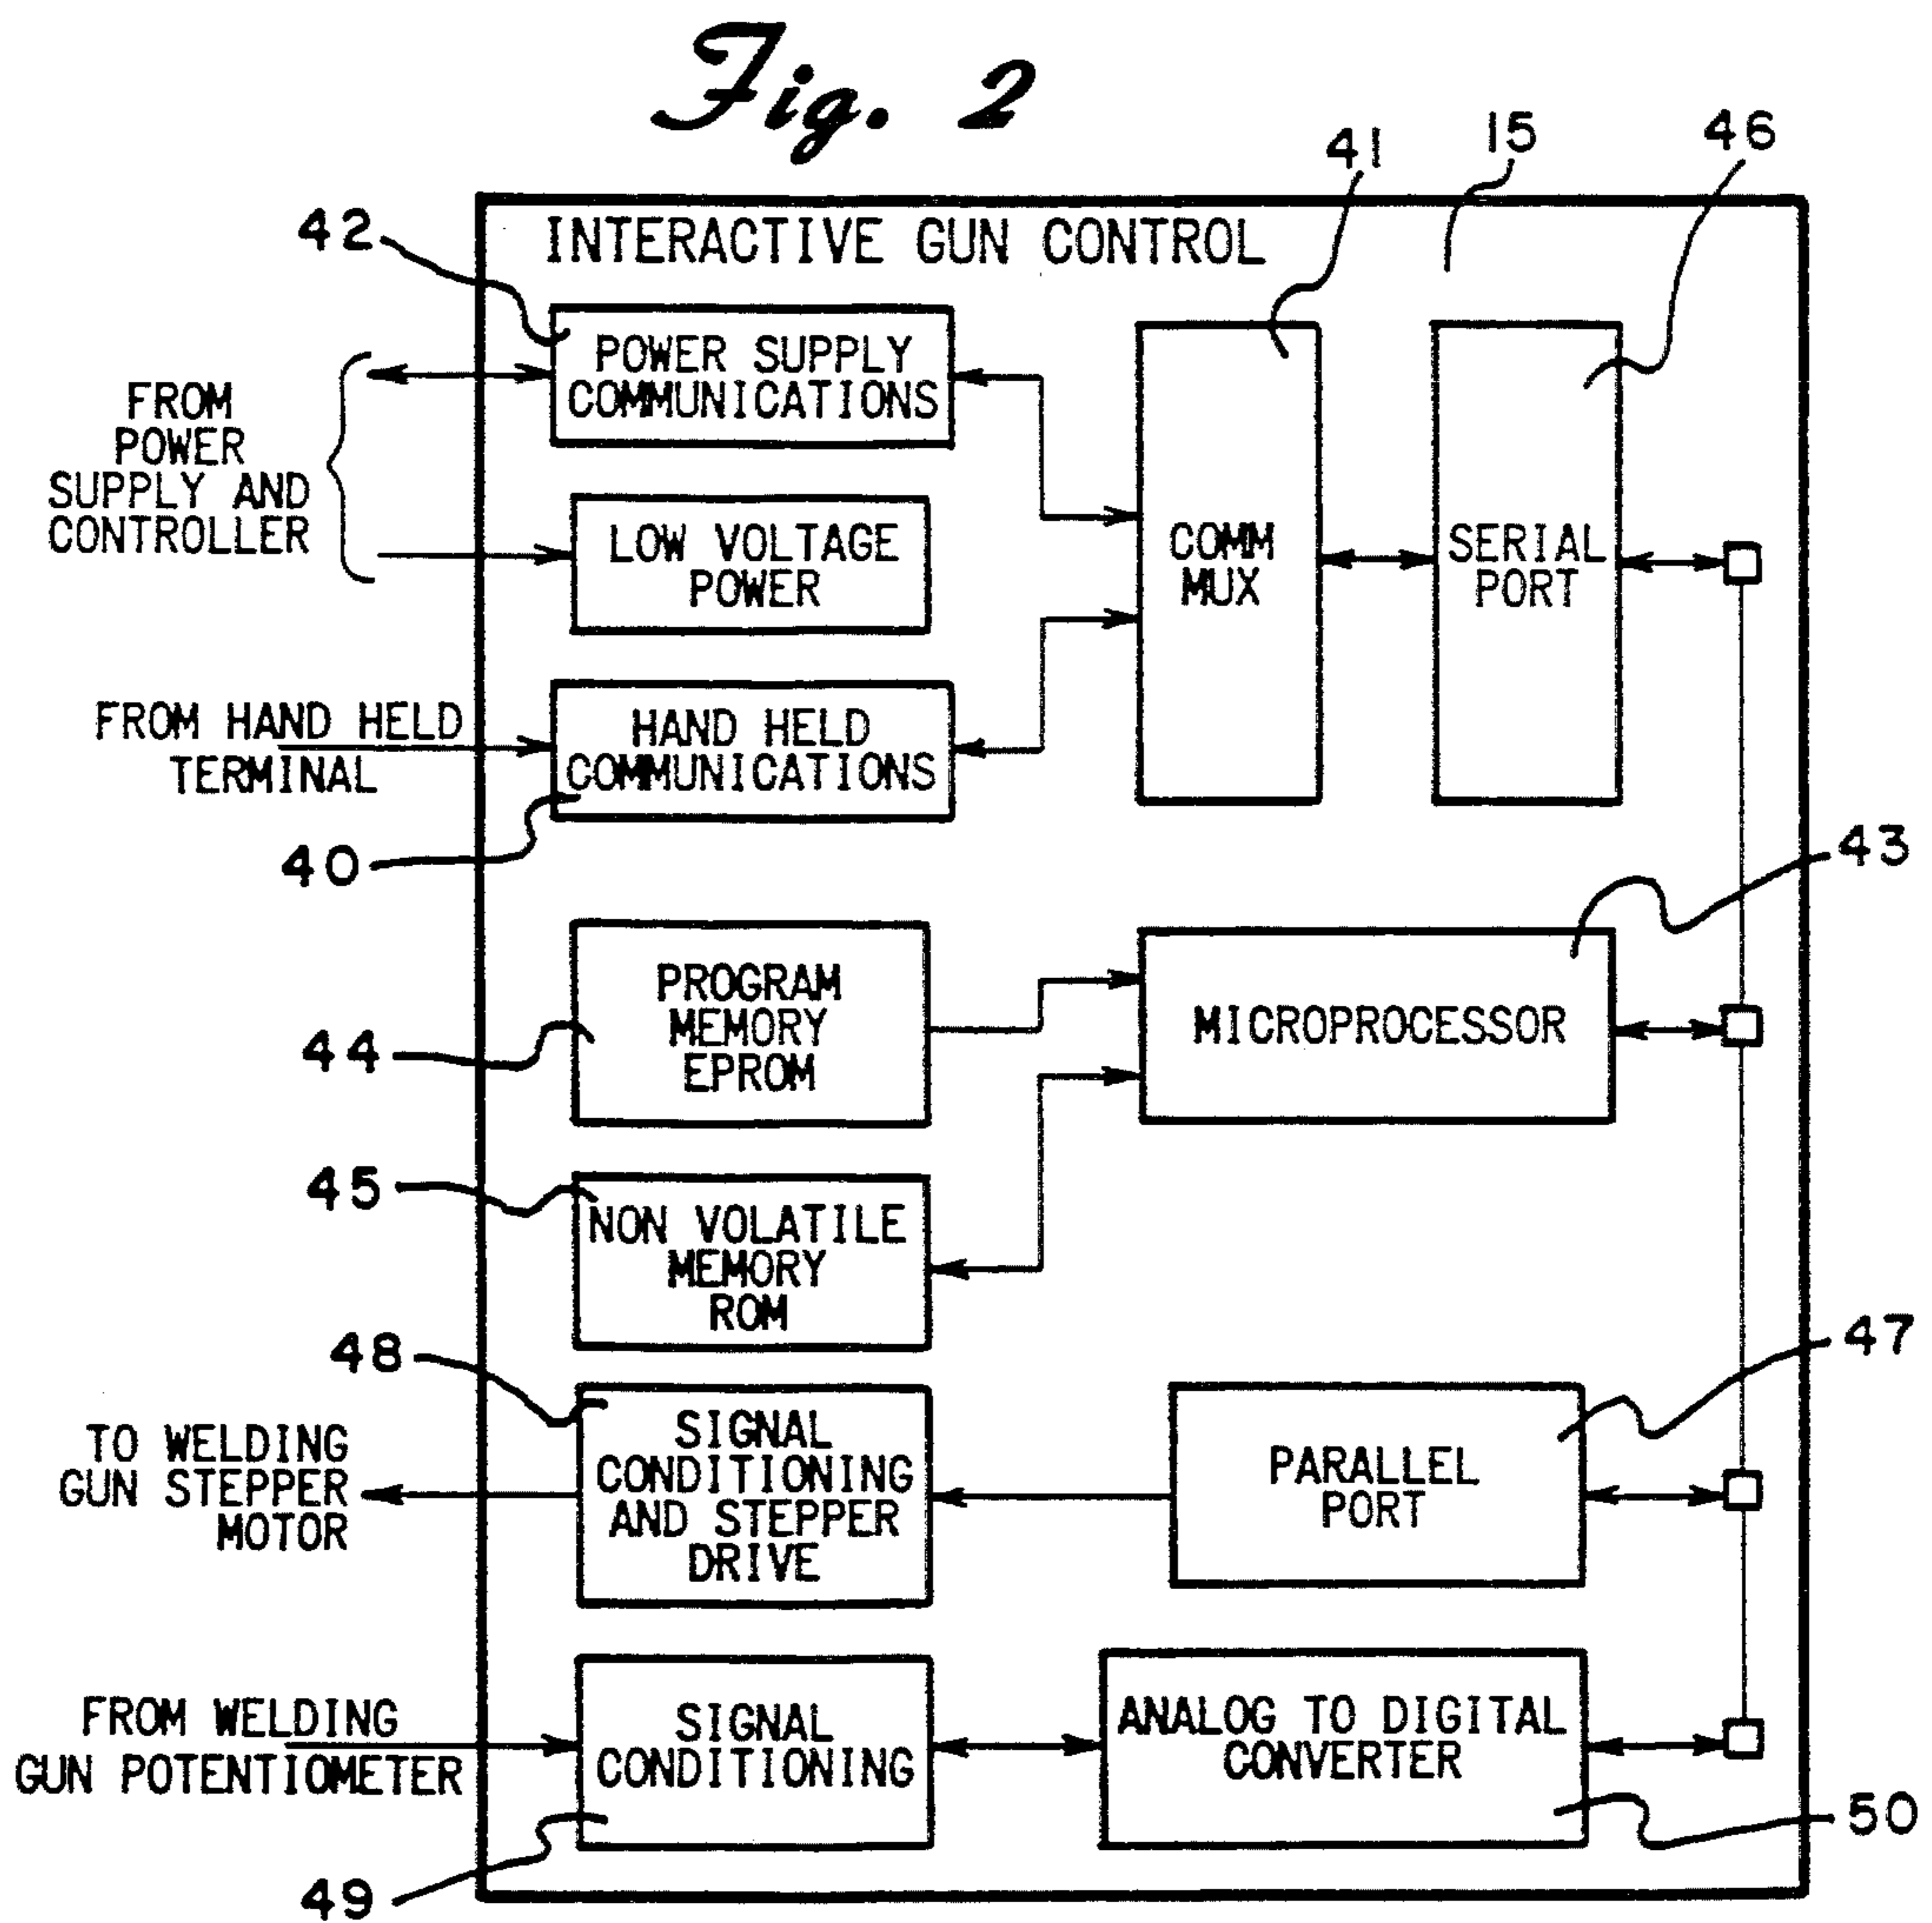 Fig. 2
41
15
46
42
INTERACTIVE GUN CONTROL
POWER SUPPLY
COMMUNICATIONS
FROM
POWER
SUPPLY AND
CONTROLLER
LOW VOLTAGE
POWER
COMM
MUX
SERIAL
PORT
FROM HAND HELD
TERMINAL
HAND HELD
COMMUNICATIONS
40
43
PROGRAM
MEMORY
EPROM
MICROPROCESSOR
44
45
NON VOLATILE
MEMORY
ROM
48
47
TO WELDING
GUN STEPPER
MOTOR
SIGNAL
CONDITIONING
AND STEPPER
DRIVE
PARALLEL
PORT
FROM WELDING
GUN POTENTIOMETER
SIGNAL
CONDITIONING
ANALOG TO DIGITAL
CONVERTER
50
49